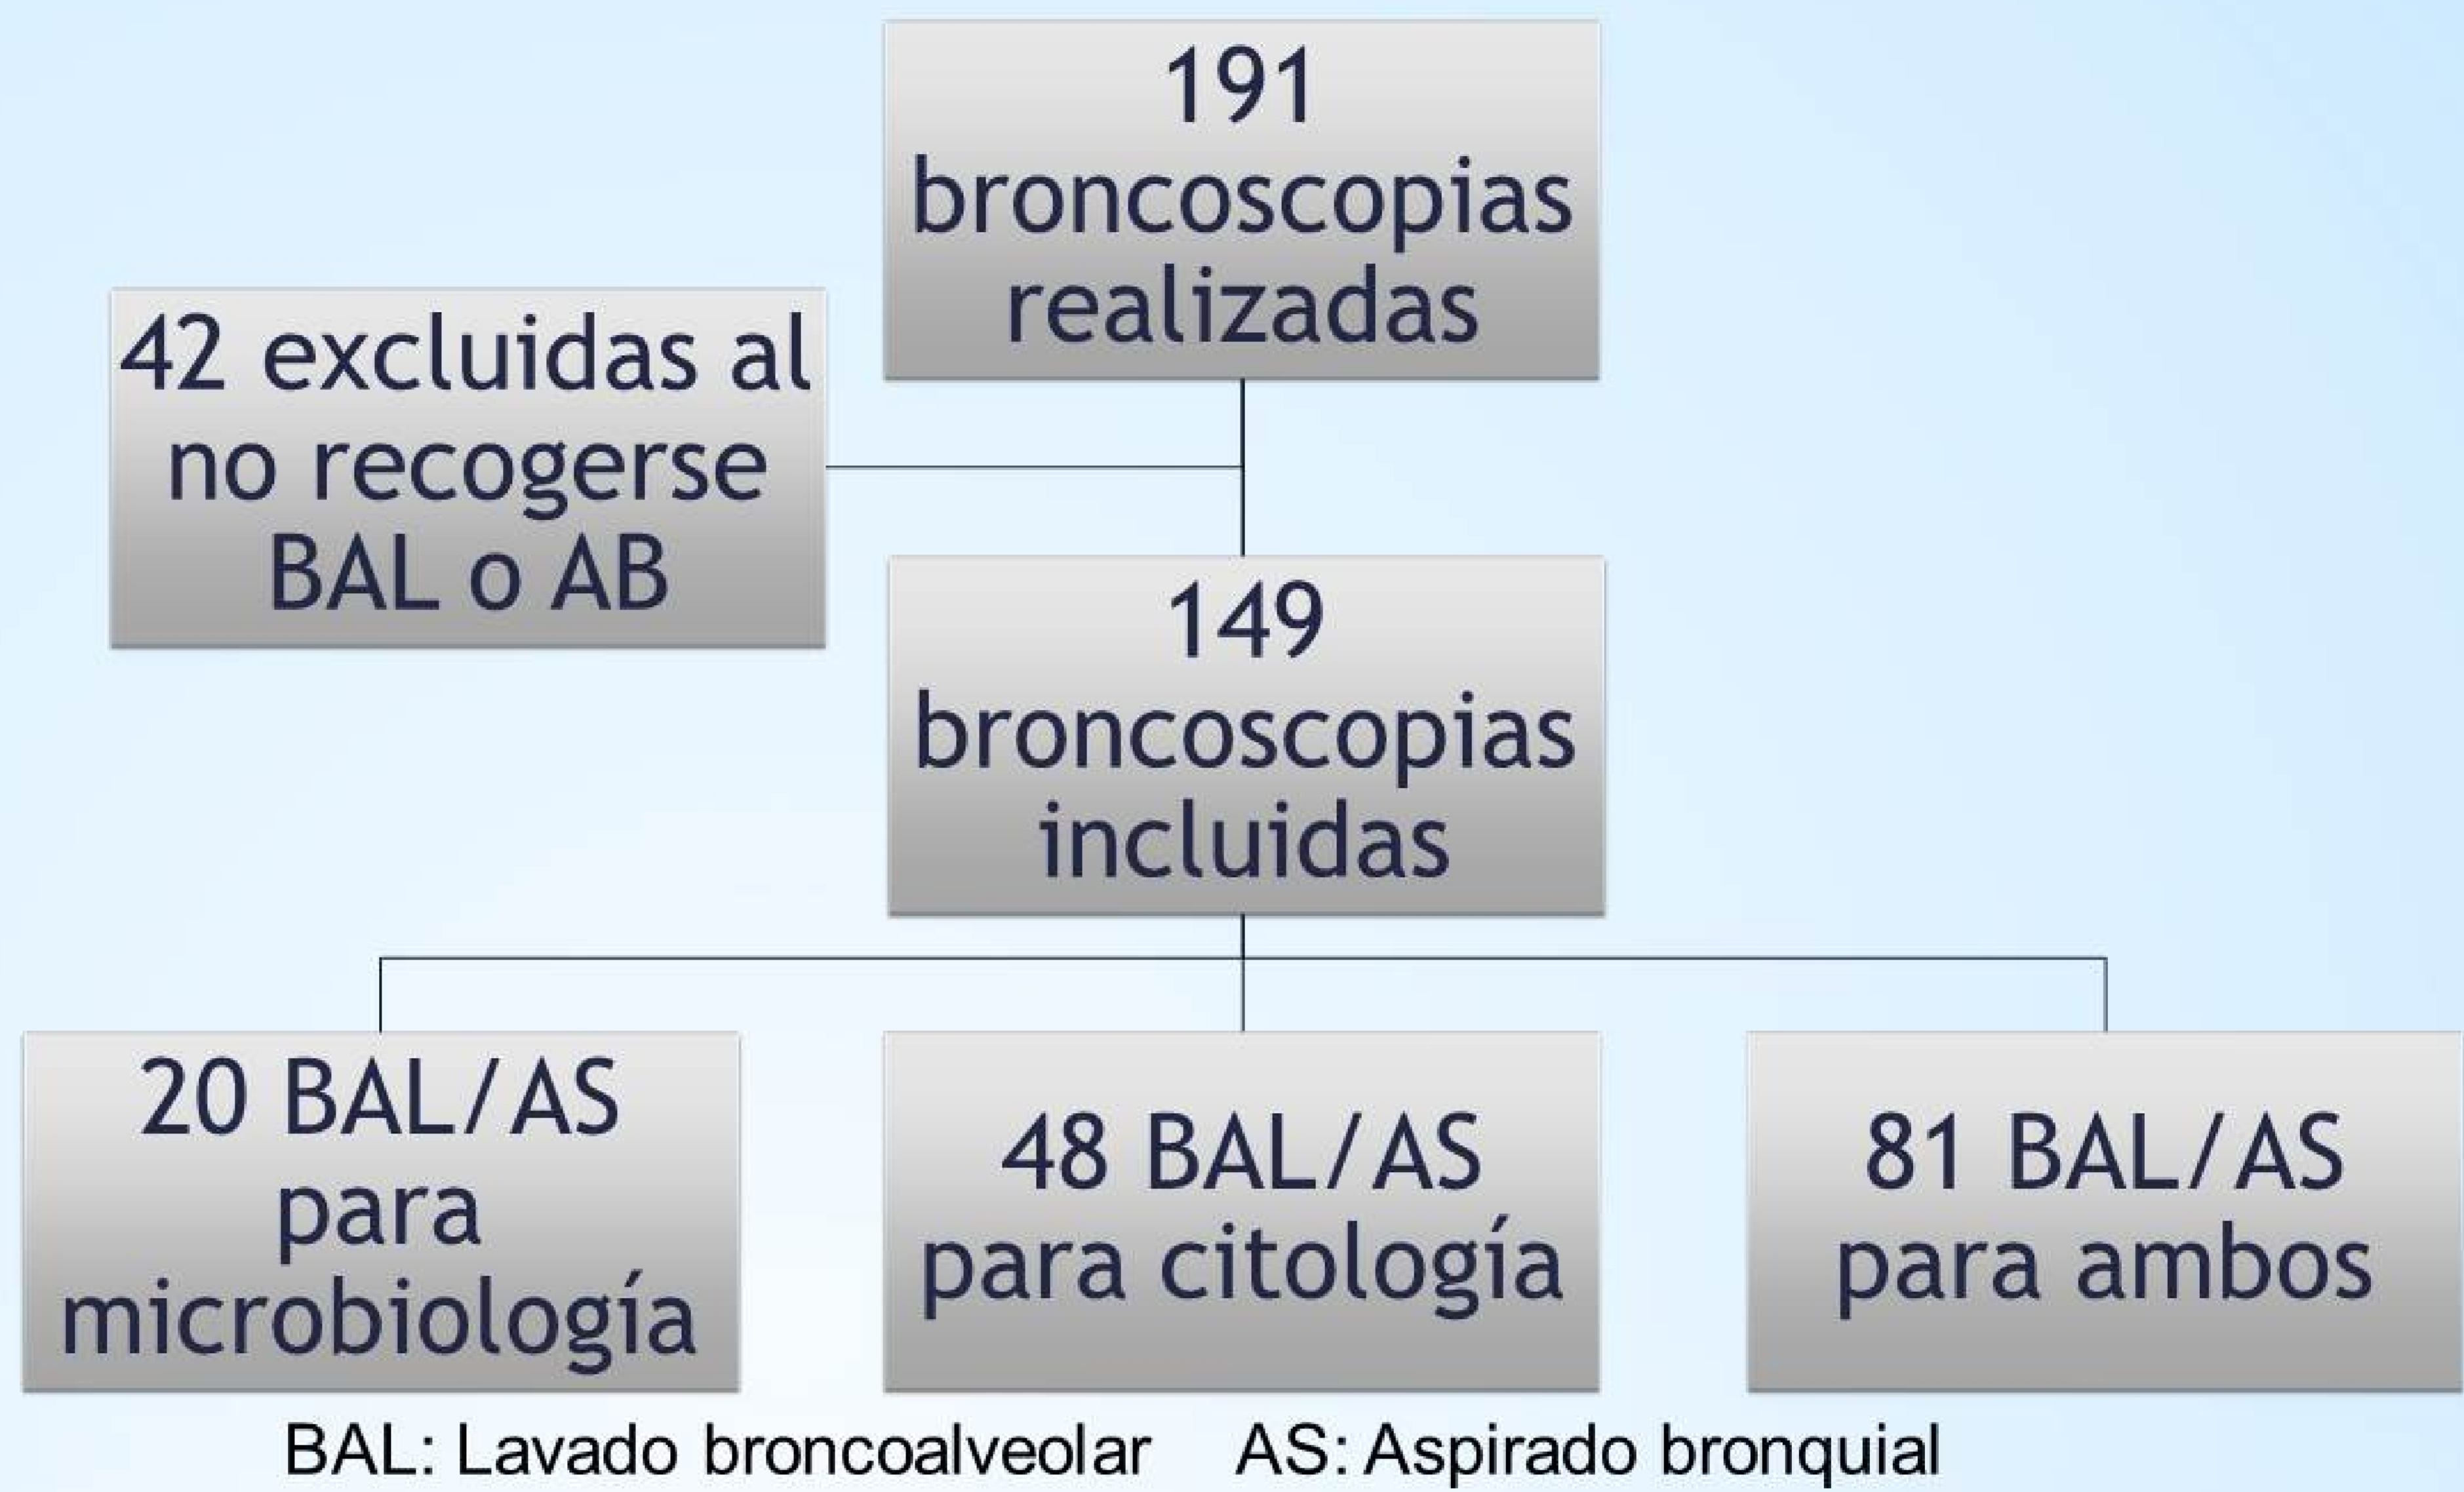 191
broncoscopias
realizadas
42 excluidas al
no recogerse
BAL o AB
149
broncoscopias
incluidas
20 BAL/AS
para
microbiología
48 BAL/AS
para citología
81 BAL/AS
para ambos
BAL: Lavado broncoalveolar AS: Aspirado bronquial